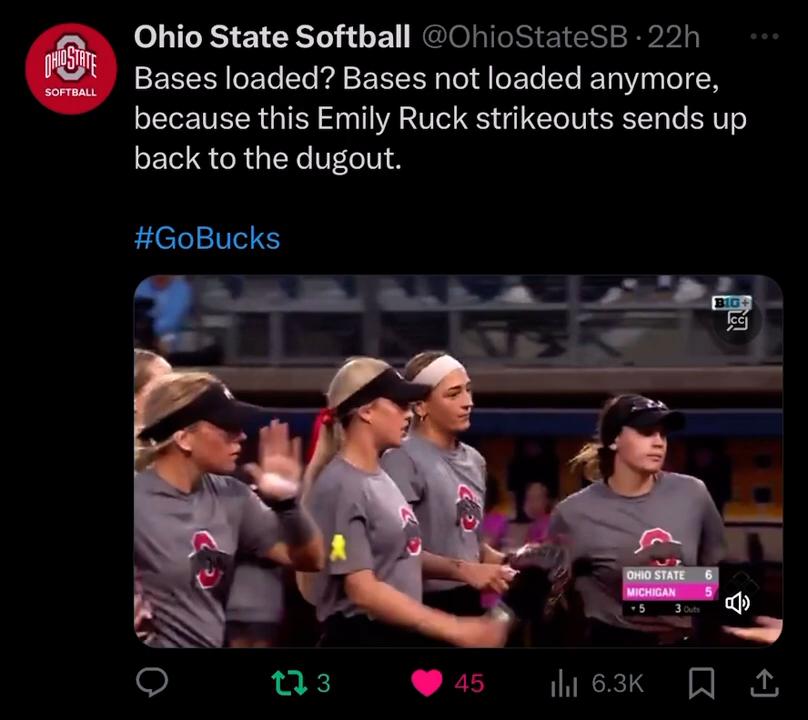 Ohio State Softball @OhioStateSB · 22h
OHIO STATE
SOFTBALL
Bases loaded? Bases not loaded anymore,
because this Emily Ruck strikeouts sends up
back to the dugout.
#GoBucks
B1G+
CC
OHIO STATE 6
MICHIGAN 5
▾ 5 3 Outs
3 45 6.3K